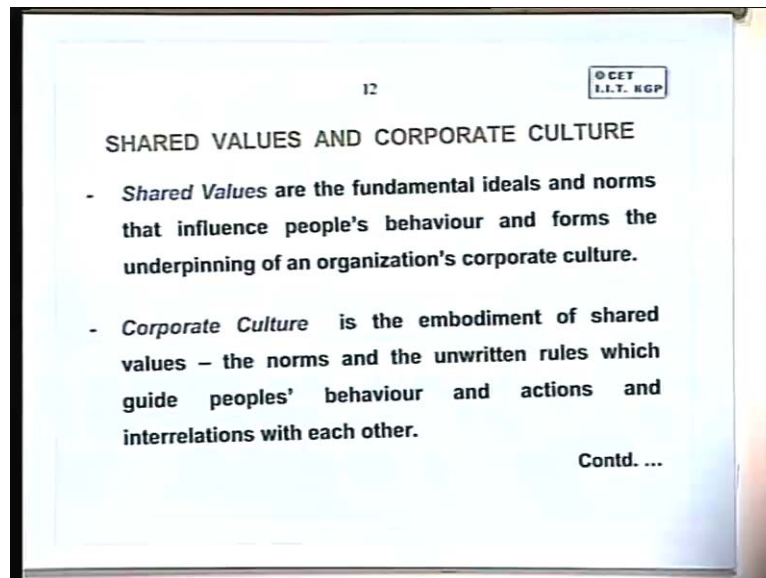 12
© CET
I.I.T. KGP
SHARED VALUES AND CORPORATE CULTURE
- Shared Values are the fundamental ideals and norms
that influence people's behaviour and forms the
underpinning of an organization's corporate culture.
- Corporate Culture is the embodiment of shared
values – the norms and the unwritten rules which
guide peoples' behaviour and actions and
interrelations with each other.
Contd. ...